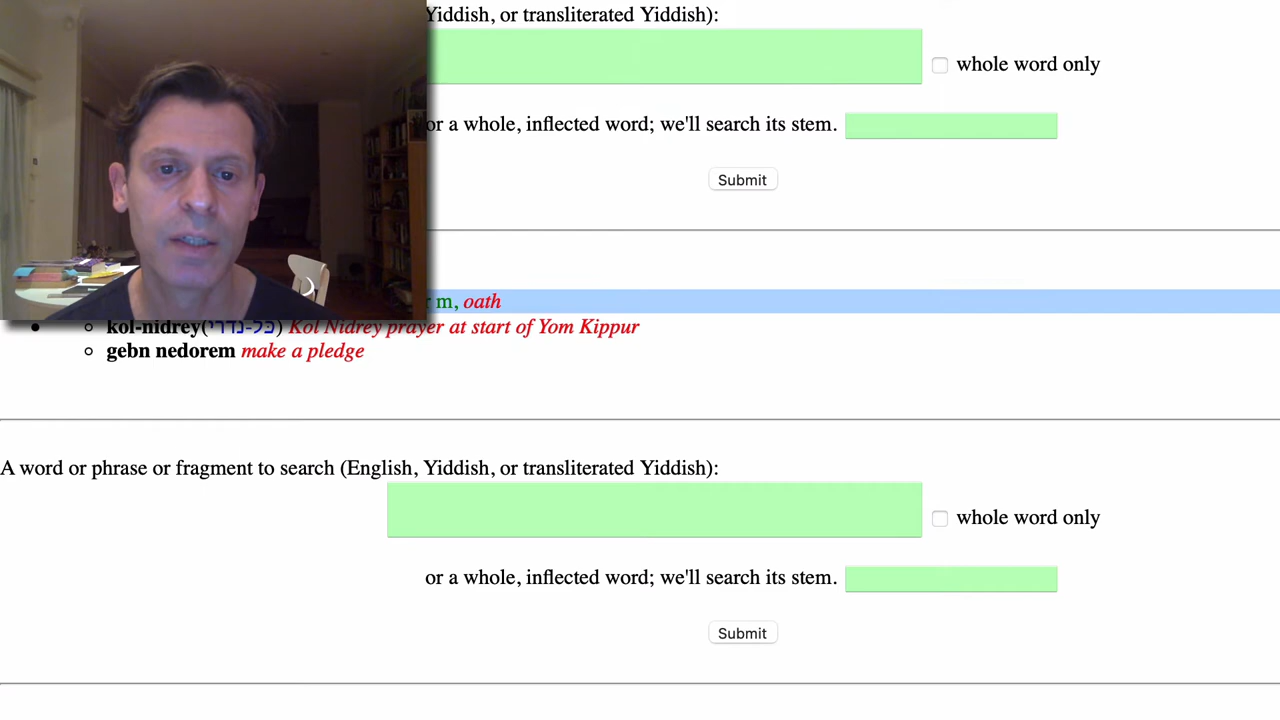 Yiddish, or transliterated Yiddish):
whole word only
or a whole, inflected word; we'll search its stem.
Submit
m, oath
kol-nidrey(כּל-נדרי) Kol Nidrey prayer at start of Yom Kippur
gebn nedorem make a pledge
A word or phrase or fragment to search (English, Yiddish, or transliterated Yiddish):
whole word only
or a whole, inflected word; we'll search its stem.
Submit